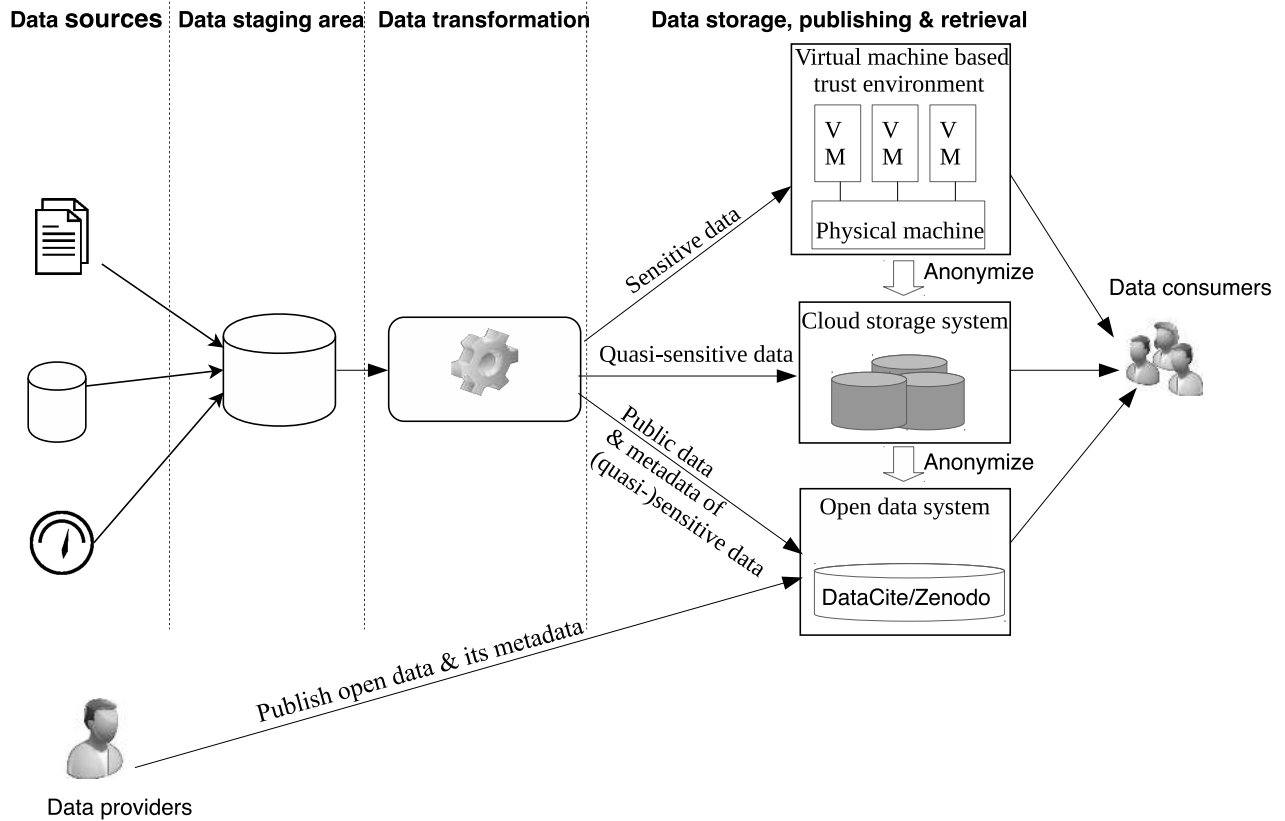 Data sources
Data staging area
Data transformation
Data storage, publishing & retrieval
Virtual machine based
trust environment
V
M
V
M
V
M
Physical machine
Sensitive data
Anonymize
Data consumers
Cloud storage system
Quasi-sensitive data
Public data
& metadata of
(quasi-)sensitive data
Anonymize
Open data system
DataCite/Zenodo
Publish open data & its metadata
Data providers